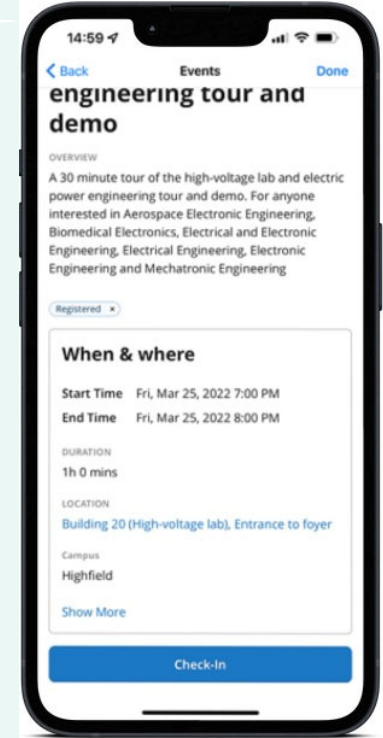 14:59
Back Events Done
engineering tour and
demo
OVERVIEW
A 30 minute tour of the high-voltage lab and electric
power engineering tour and demo. For anyone
interested in Aerospace Electronic Engineering,
Biomedical Electronics, Electrical and Electronic
Engineering, Electrical Engineering, Electronic
Engineering and Mechatronic Engineering
Registered ×
When & where
Start Time Fri, Mar 25, 2022 7:00 PM
End Time Fri, Mar 25, 2022 8:00 PM
DURATION
1h 0 mins
LOCATION
Building 20 (High-voltage lab), Entrance to foyer
Campus
Highfield
Show More
Check-In